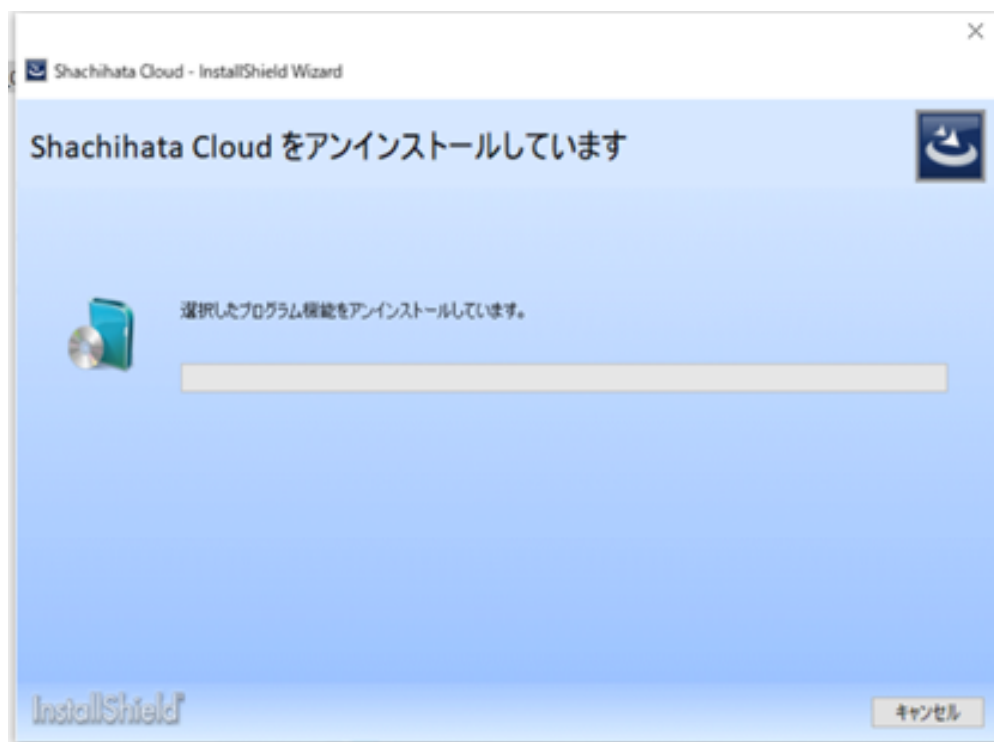 Shachihata Cloud - InstallShield Wizard
Shachihata Cloud をアンインストールしています
選択したプログラム機能をアンインストールしています。
InstallShield
キャンセル